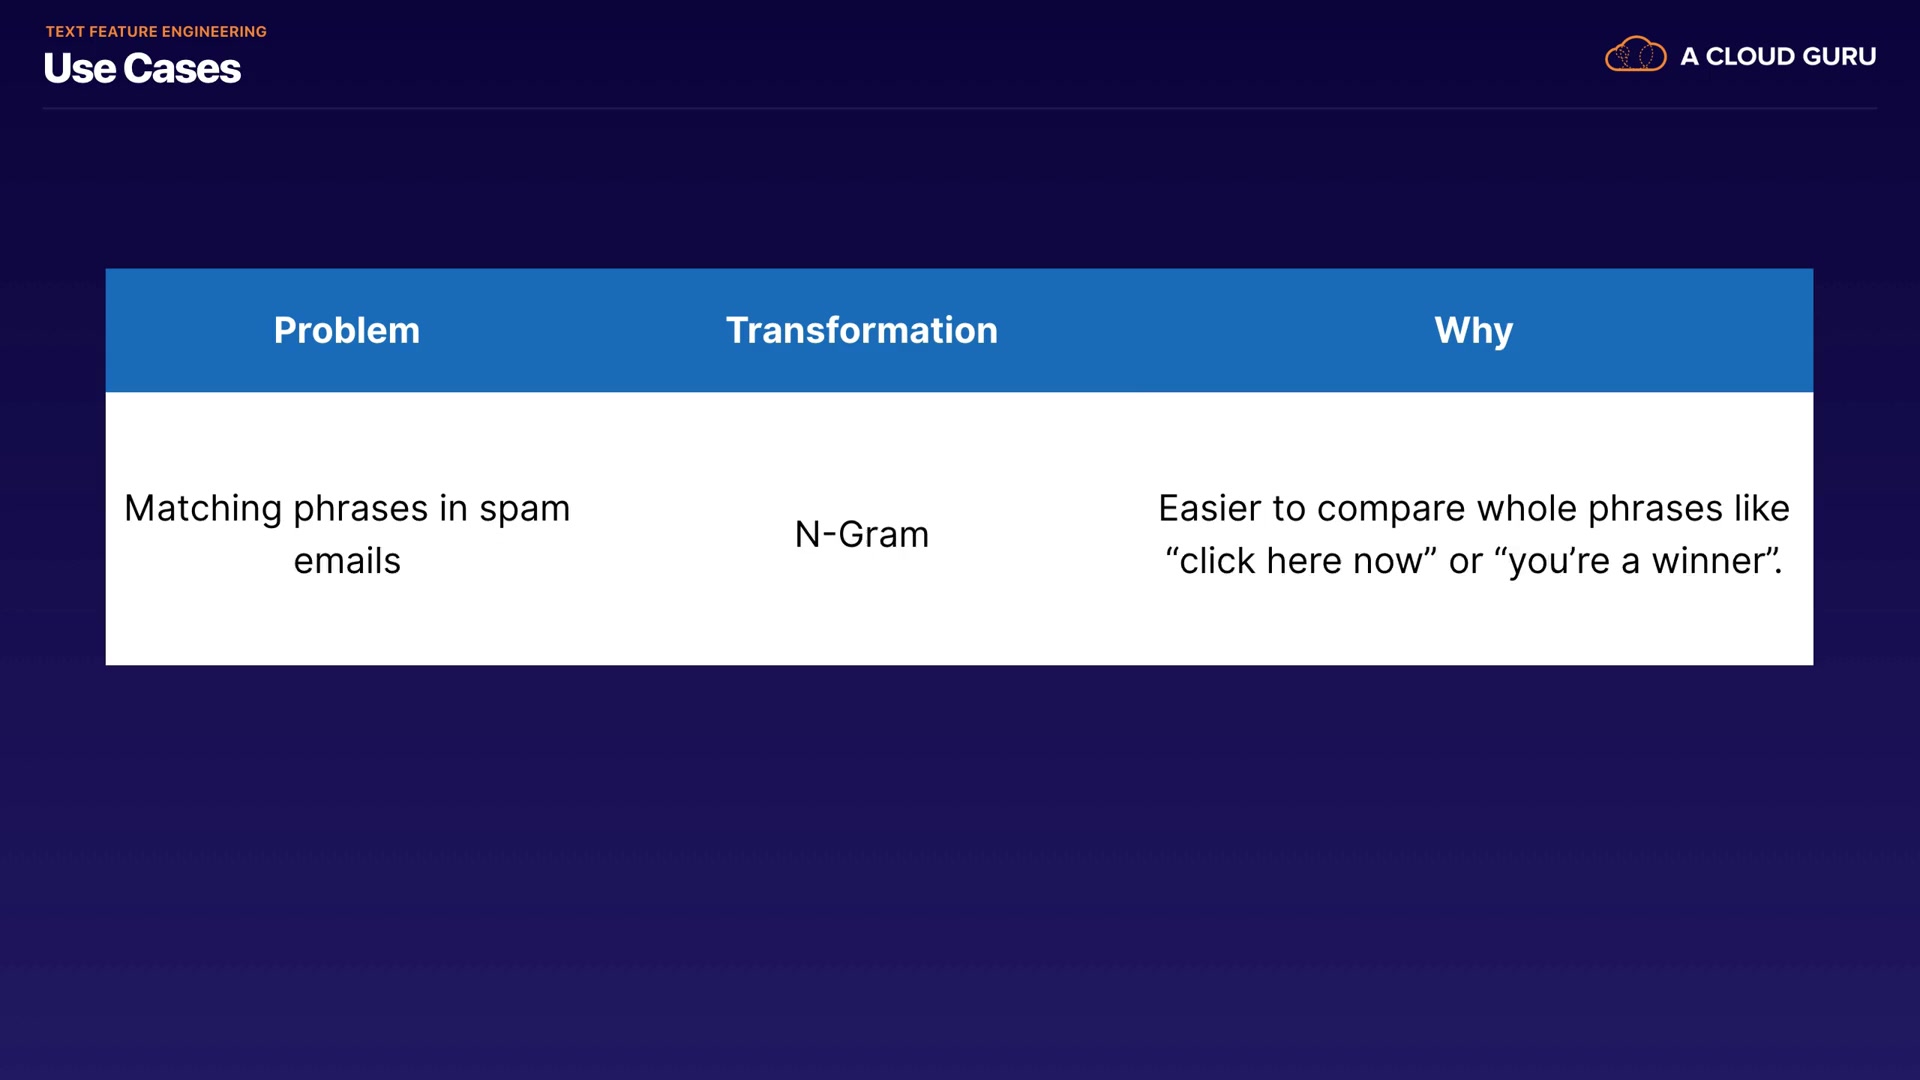 TEXT FEATURE ENGINEERING
Use Cases
A CLOUD GURU
Problem
Transformation
Why
Matching phrases in spam
emails
N-Gram
Easier to compare whole phrases like
“click here now” or “you’re a winner”.